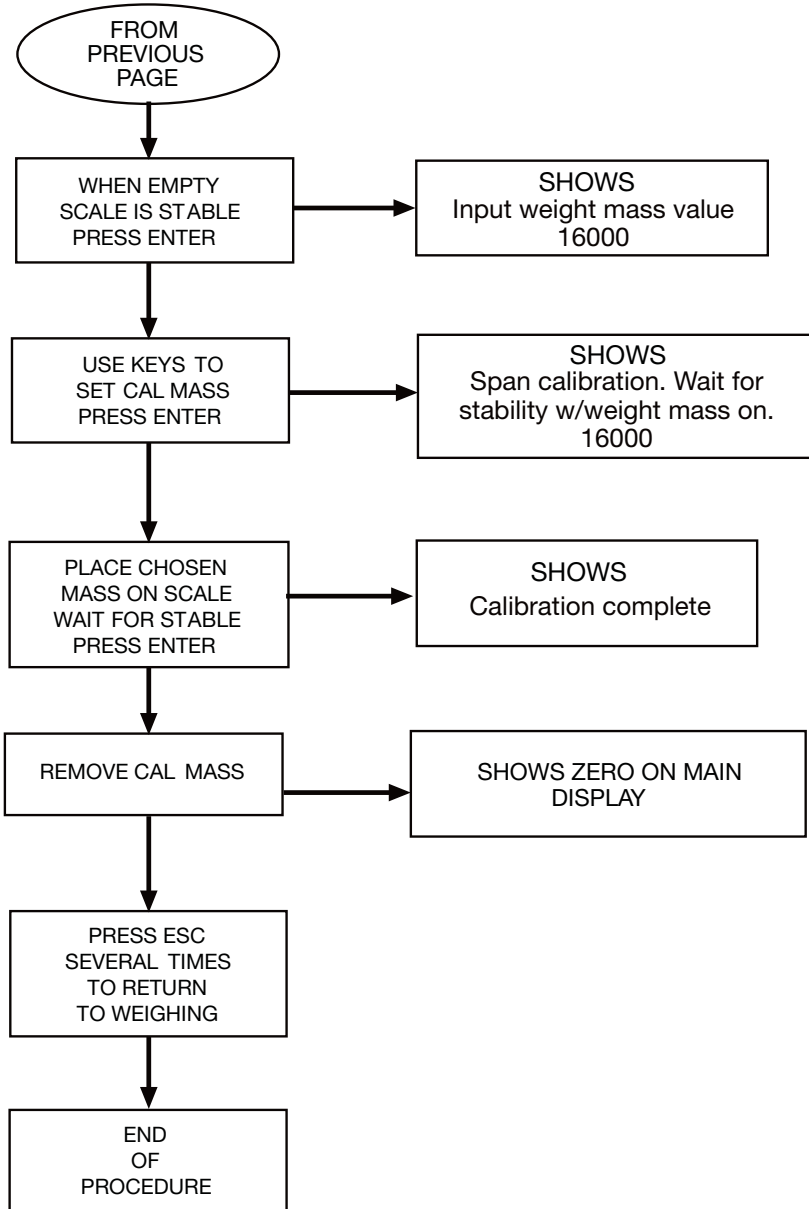 FROM
PREVIOUS
PAGE
WHEN EMPTY
SCALE IS STABLE
PRESS ENTER
SHOWS
Input weight mass value
16000
USE KEYS TO
SET CAL MASS
PRESS ENTER
SHOWS
Span calibration. Wait for
stability w/weight mass on.
16000
PLACE CHOSEN
MASS ON SCALE
WAIT FOR STABLE
PRESS ENTER
SHOWS
Calibration complete
REMOVE CAL MASS
SHOWS ZERO ON MAIN
DISPLAY
PRESS ESC
SEVERAL TIMES
TO RETURN
TO WEIGHING
END
OF
PROCEDURE